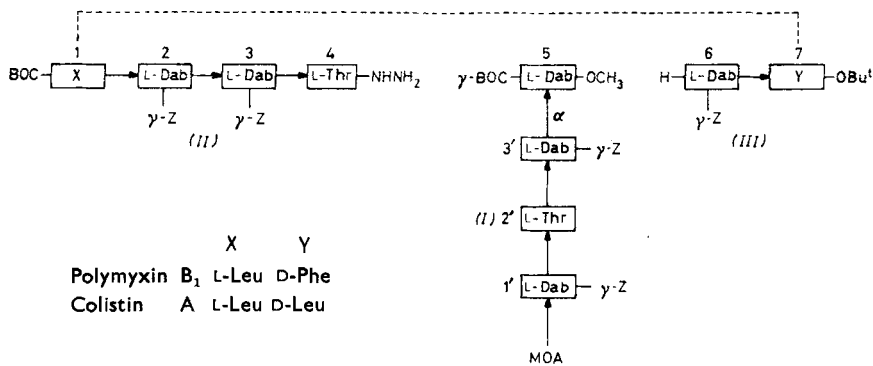 1 2 3 4 5 6 7
BOC X L-Dab L-Dab L-Thr NHNH₂ γ-BOC L-Dab OCH₃ H L-Dab Y OBuᵗ
γ-Z γ-Z α γ-Z
(II) (III)
3′ L-Dab γ-Z
(I) 2′ L-Thr
X Y
Polymyxin B₁ L-Leu D-Phe
Colistin A L-Leu D-Leu
1′ L-Dab γ-Z
MOA